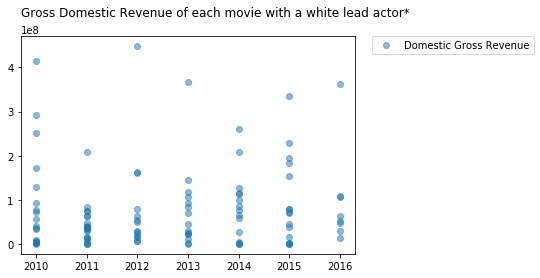 Gross Domestic Revenue of each movie with a white lead actor*
1e8
Domestic Gross Revenue
4
3
2
1
0
2010 2011 2012 2013 2014 2015 2016